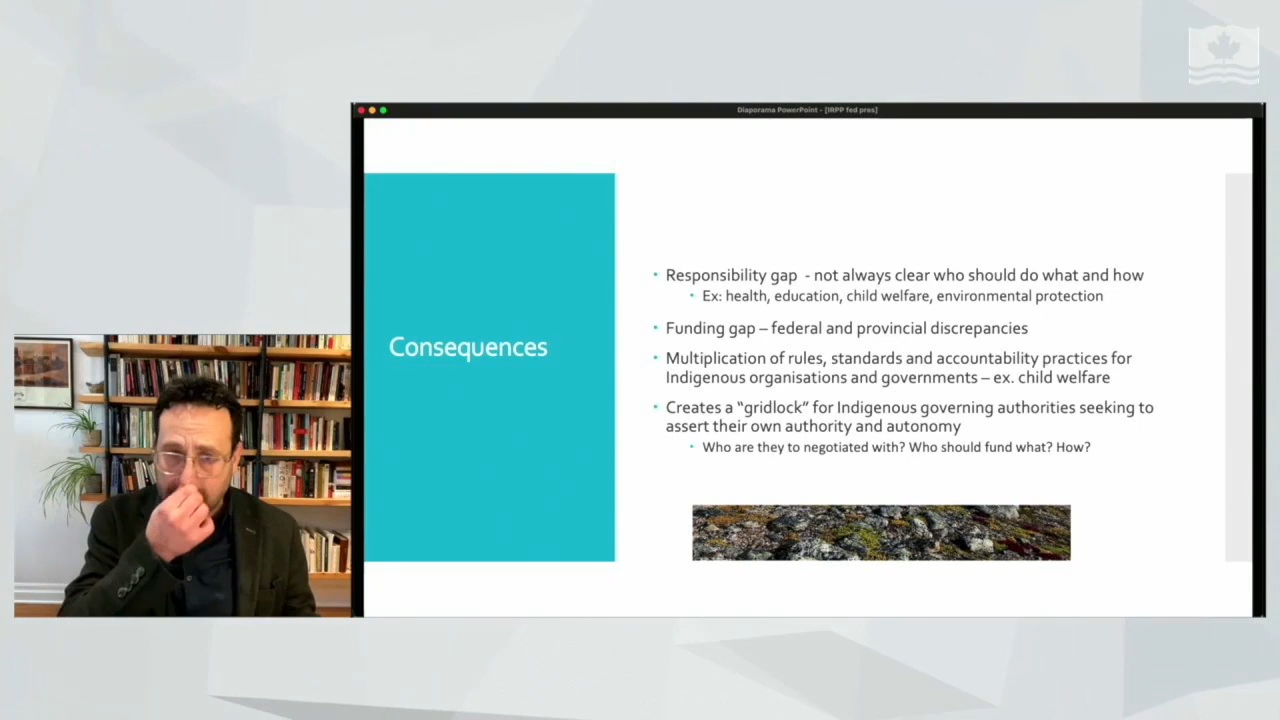 Diaporama PowerPoint - [IRPP fed pres]
Consequences
• Responsibility gap - not always clear who should do what and how
• Ex: health, education, child welfare, environmental protection
• Funding gap – federal and provincial discrepancies
• Multiplication of rules, standards and accountability practices for
Indigenous organisations and governments – ex. child welfare
• Creates a “gridlock” for Indigenous governing authorities seeking to
assert their own authority and autonomy
• Who are they to negotiated with? Who should fund what? How?